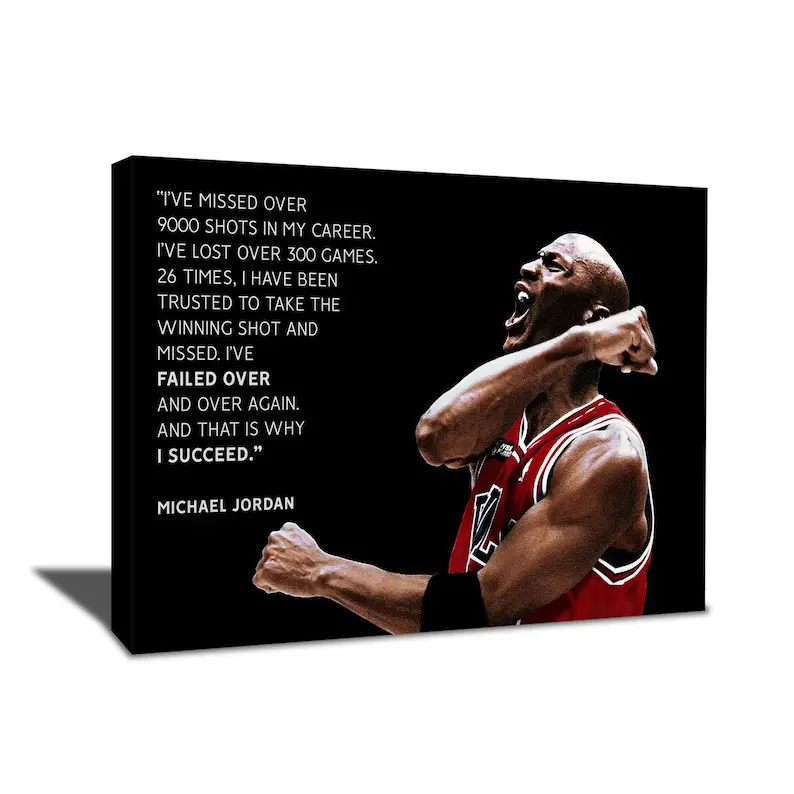 "I'VE MISSED OVER
9000 SHOTS IN MY CAREER.
I'VE LOST OVER 300 GAMES.
26 TIMES, I HAVE BEEN
TRUSTED TO TAKE THE
WINNING SHOT AND
MISSED. I'VE
FAILED OVER
AND OVER AGAIN.
AND THAT IS WHY
I SUCCEED."
MICHAEL JORDAN